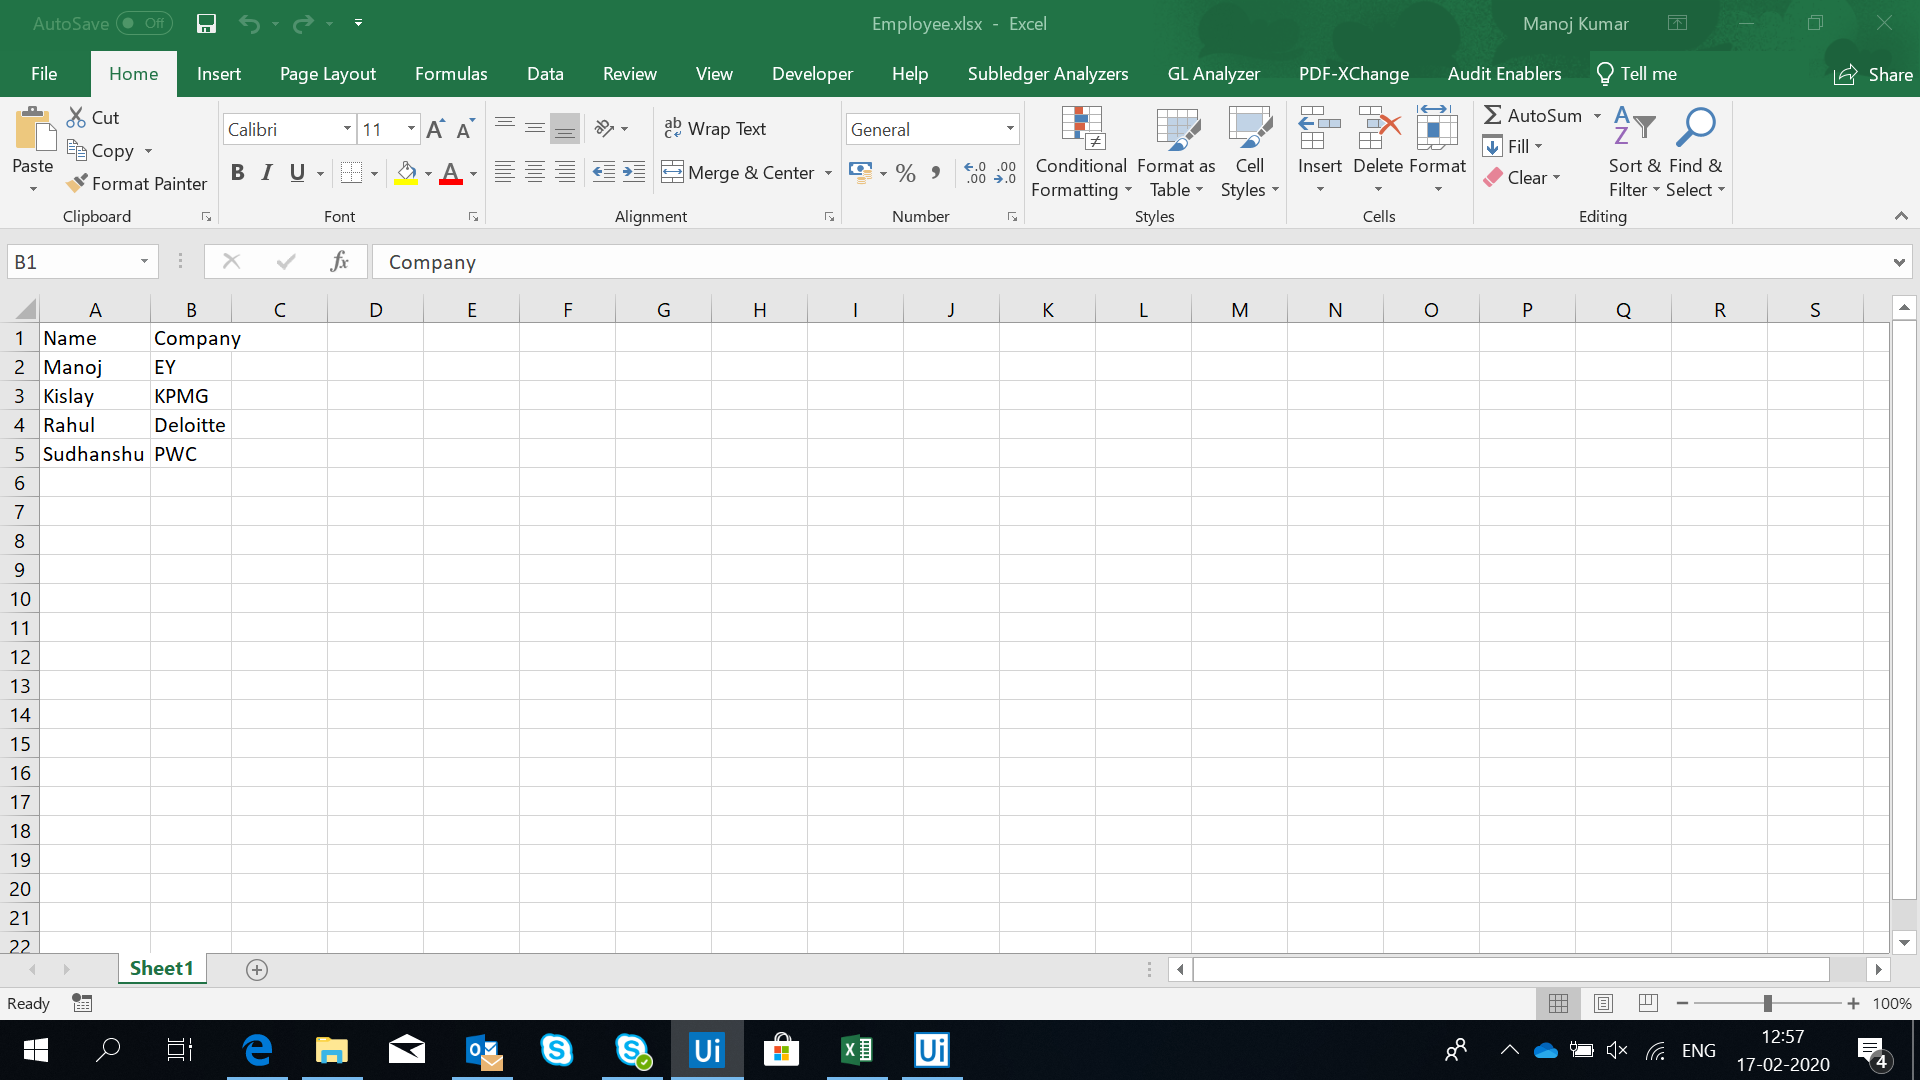 AutoSave Off Employee.xlsx - Excel Manoj Kumar
File Home Insert Page Layout Formulas Data Review View Developer Help Subledger Analyzers GL Analyzer PDF-XChange Audit Enablers Tell me Share
Paste
Cut
Copy
Format Painter
Clipboard
Calibri 11 A A
B I U A
Font
ab c Wrap Text
Merge & Center
Alignment
General
% , .0 .00 .00 .0
Number
Conditional Formatting
Format as Table
Cell Styles
Styles
Insert Delete Format
Cells
AutoSum
Fill
Clear
A Z
Sort & Filter
Find & Select
Editing
B1 fx Company
A B C D E F G H I J K L M N O P Q R S
1 Name Company
2 Manoj EY
3 Kislay KPMG
4 Rahul Deloitte
5 Sudhanshu PWC
6
7
8
9
10
11
12
13
14
15
16
17
18
19
20
21
22
Sheet1
Ready 100%
Ui Ui ENG 12:57
17-02-2020 4